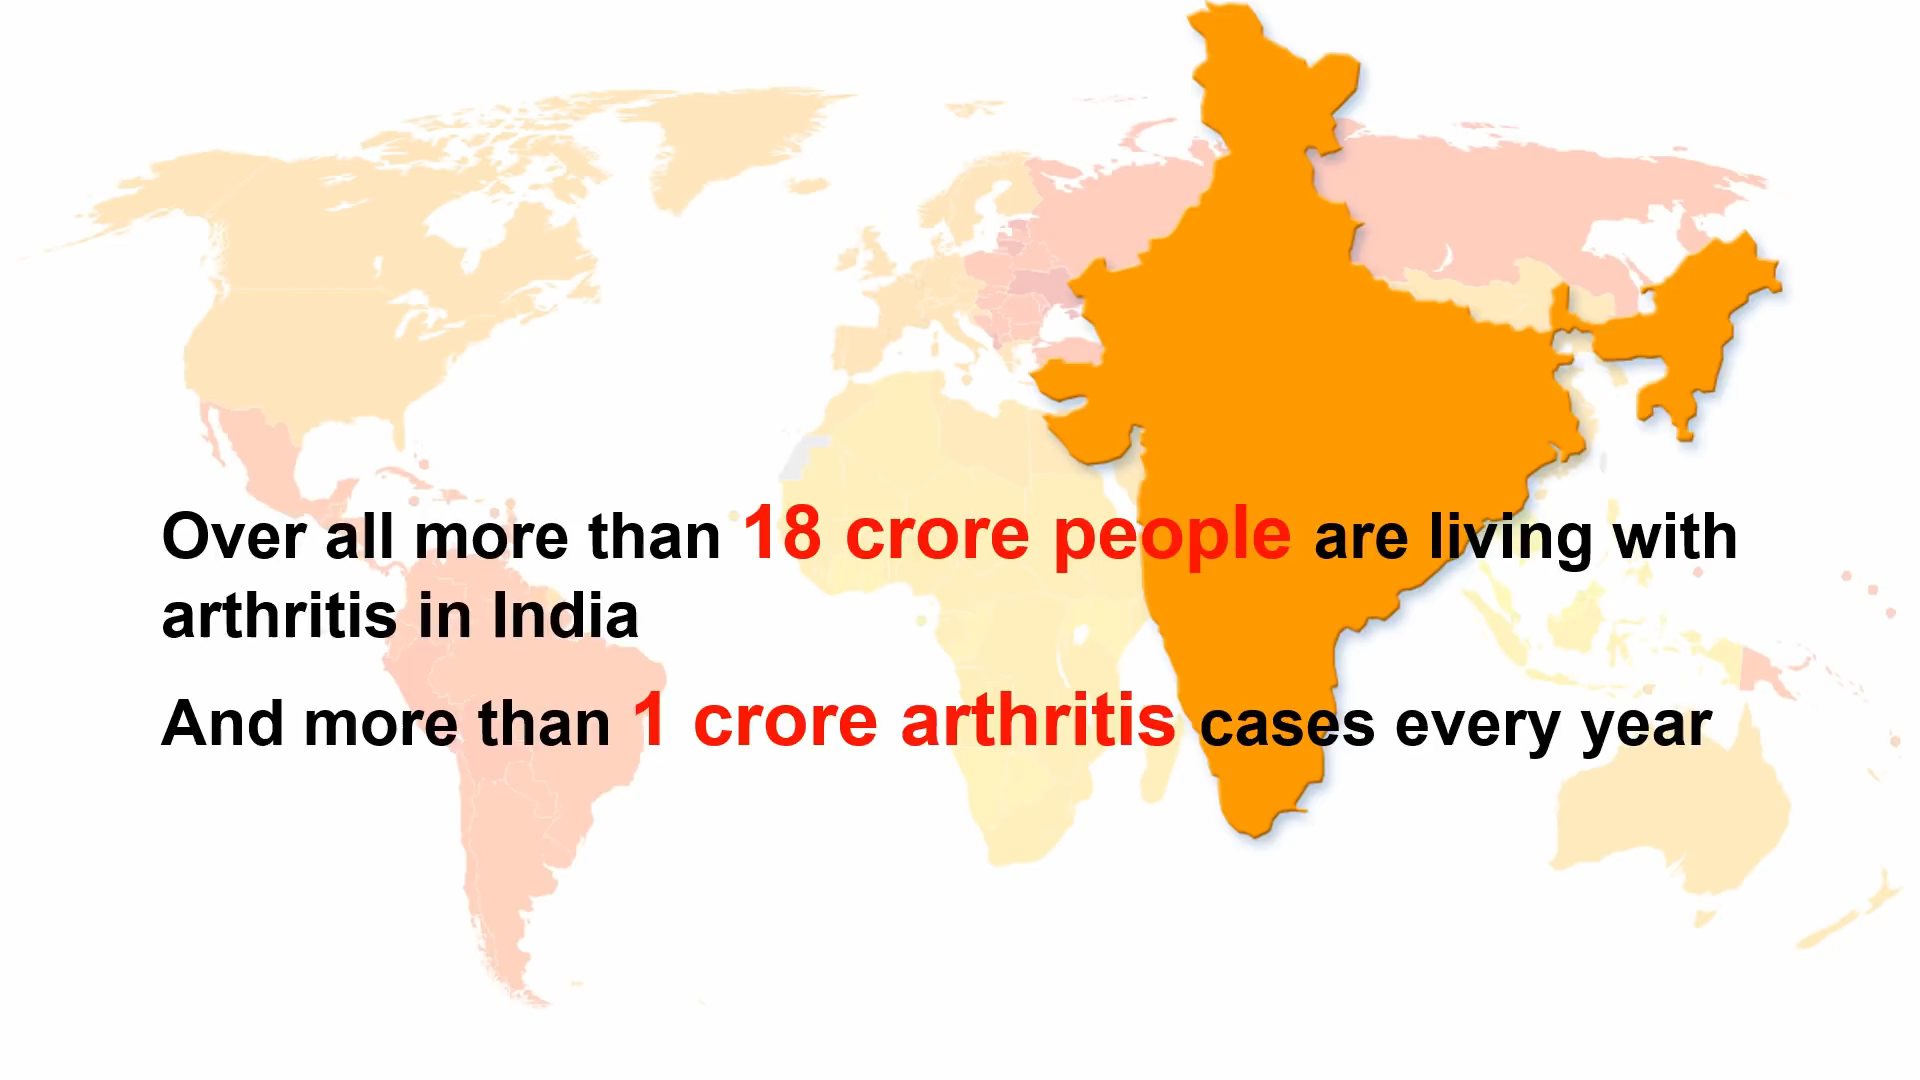 Over all more than 18 crore people are living with
arthritis in India
And more than 1 crore arthritis cases every year